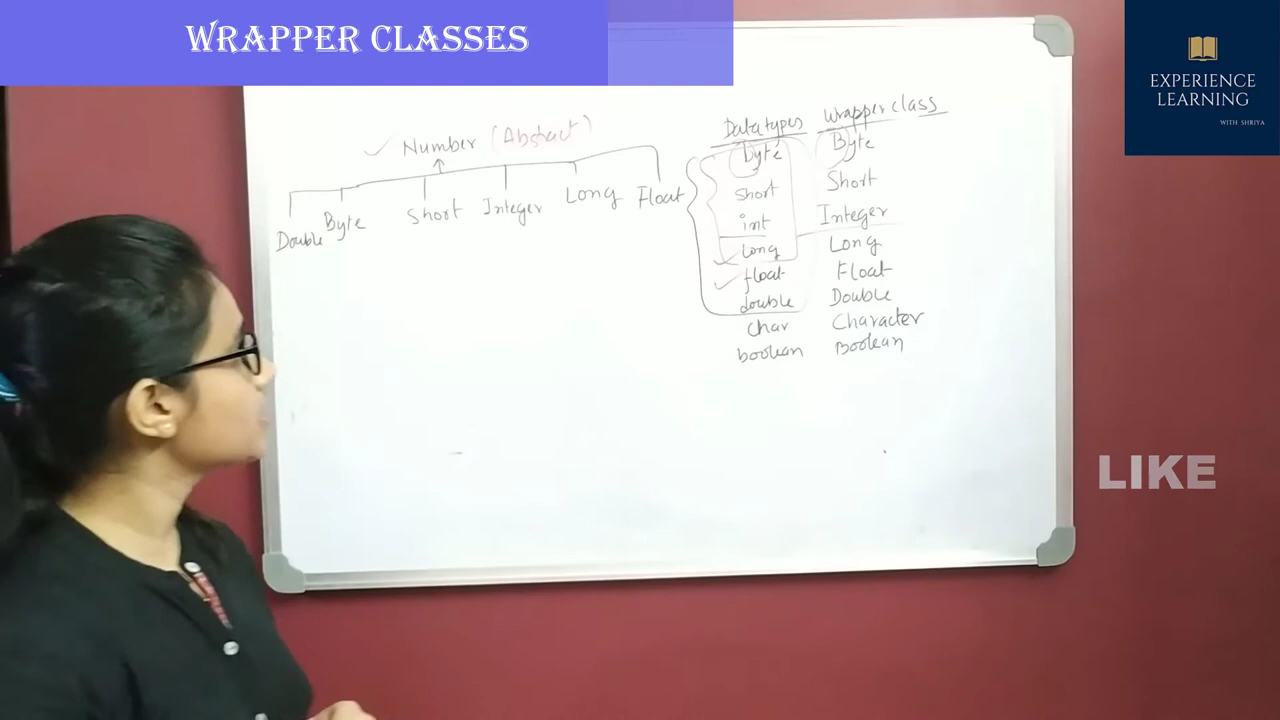 WRAPPER CLASSES
EXPERIENCE
LEARNING
WITH SHRIYA
Number (Abstract)
Double Byte Short Integer Long Float
Datatypes Wrapper class
byte Byte
Short Short
int Integer
long Long
float Float
double Double
char Character
boolean Boolean
LIKE